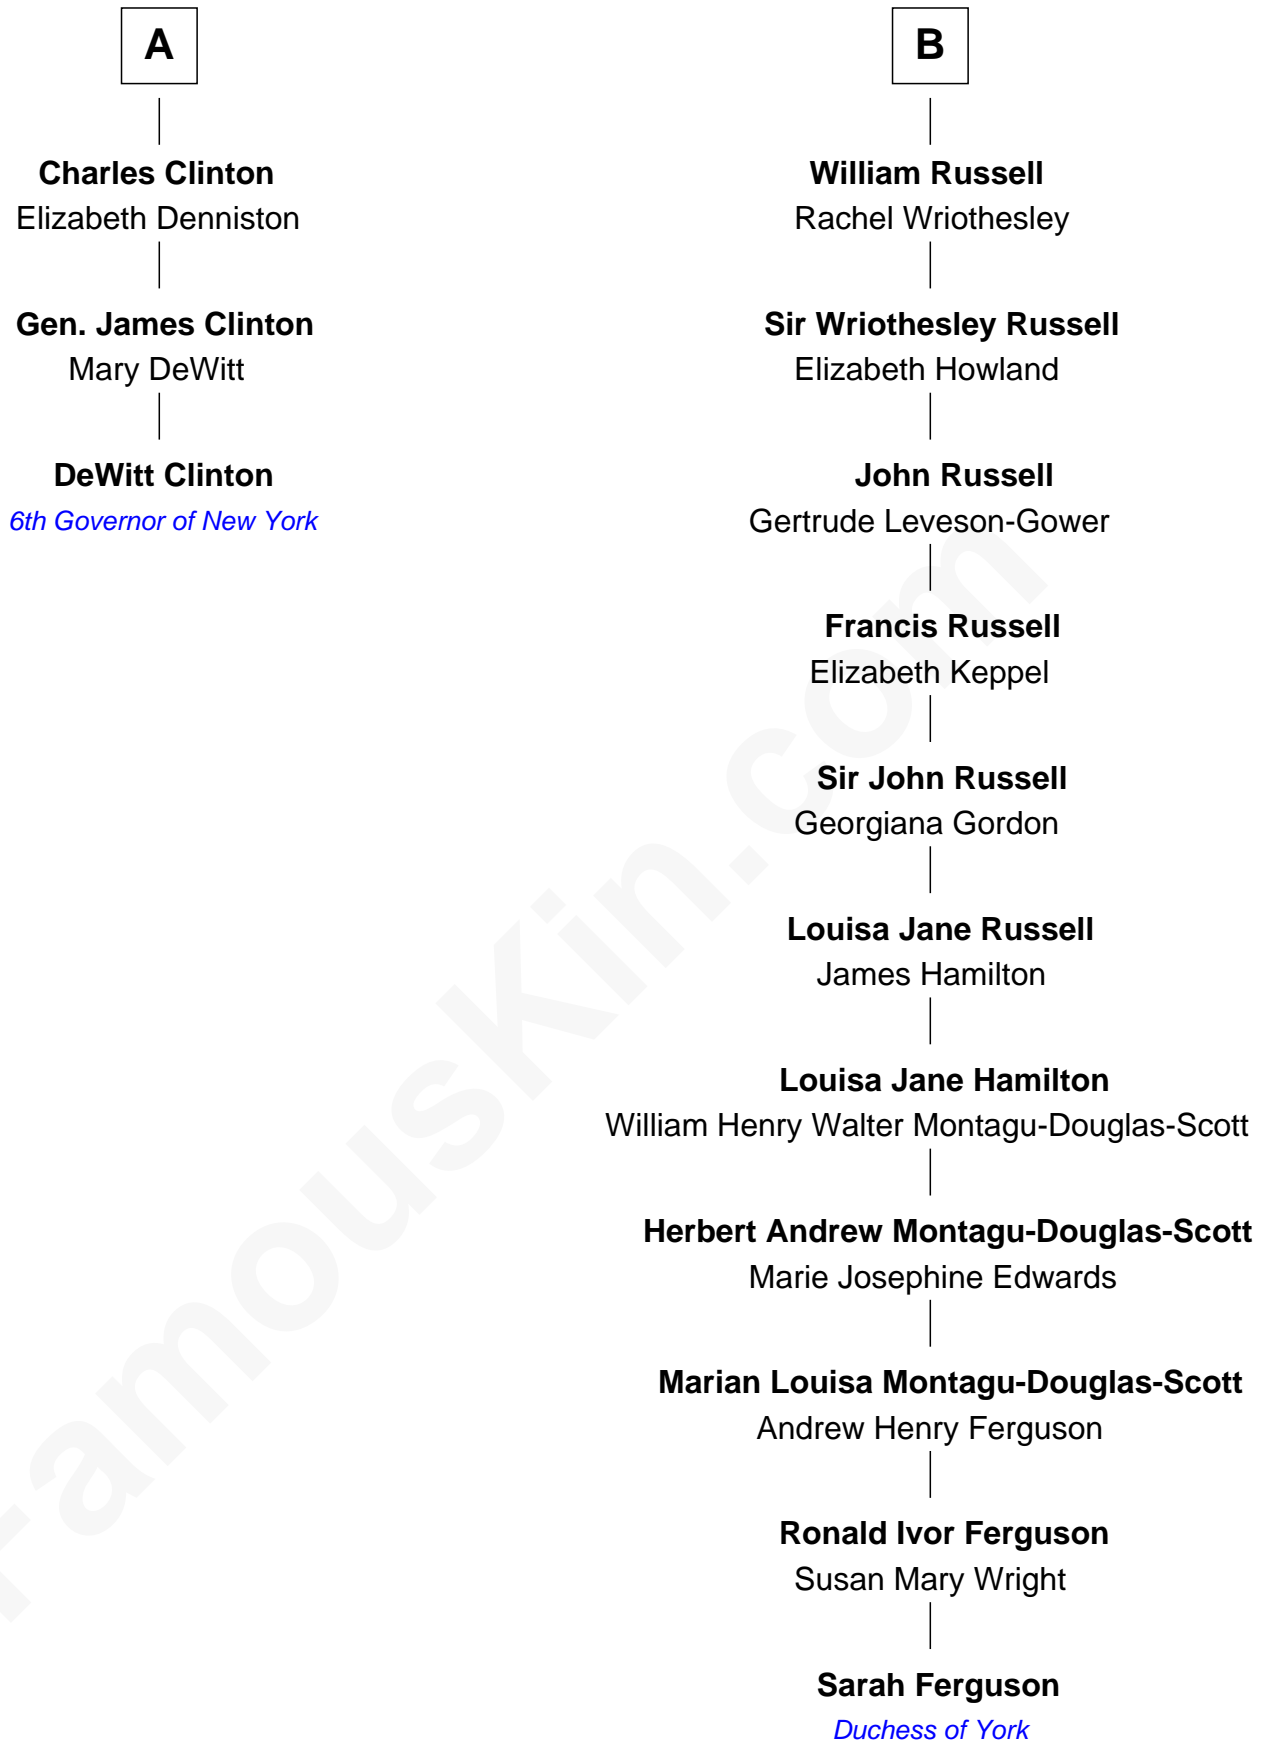 A
Charles Clinton
Elizabeth Denniston
Gen. James Clinton
Mary DeWitt
DeWitt Clinton
6th Governor of New York
B
William Russell
Rachel Wriothesley
Sir Wriothesley Russell
Elizabeth Howland
John Russell
Gertrude Leveson-Gower
Francis Russell
Elizabeth Keppel
Sir John Russell
Georgiana Gordon
Louisa Jane Russell
James Hamilton
Louisa Jane Hamilton
William Henry Walter Montagu-Douglas-Scott
Herbert Andrew Montagu-Douglas-Scott
Marie Josephine Edwards
Marian Louisa Montagu-Douglas-Scott
Andrew Henry Ferguson
Ronald Ivor Ferguson
Susan Mary Wright
Sarah Ferguson
Duchess of York
FamousKin.com